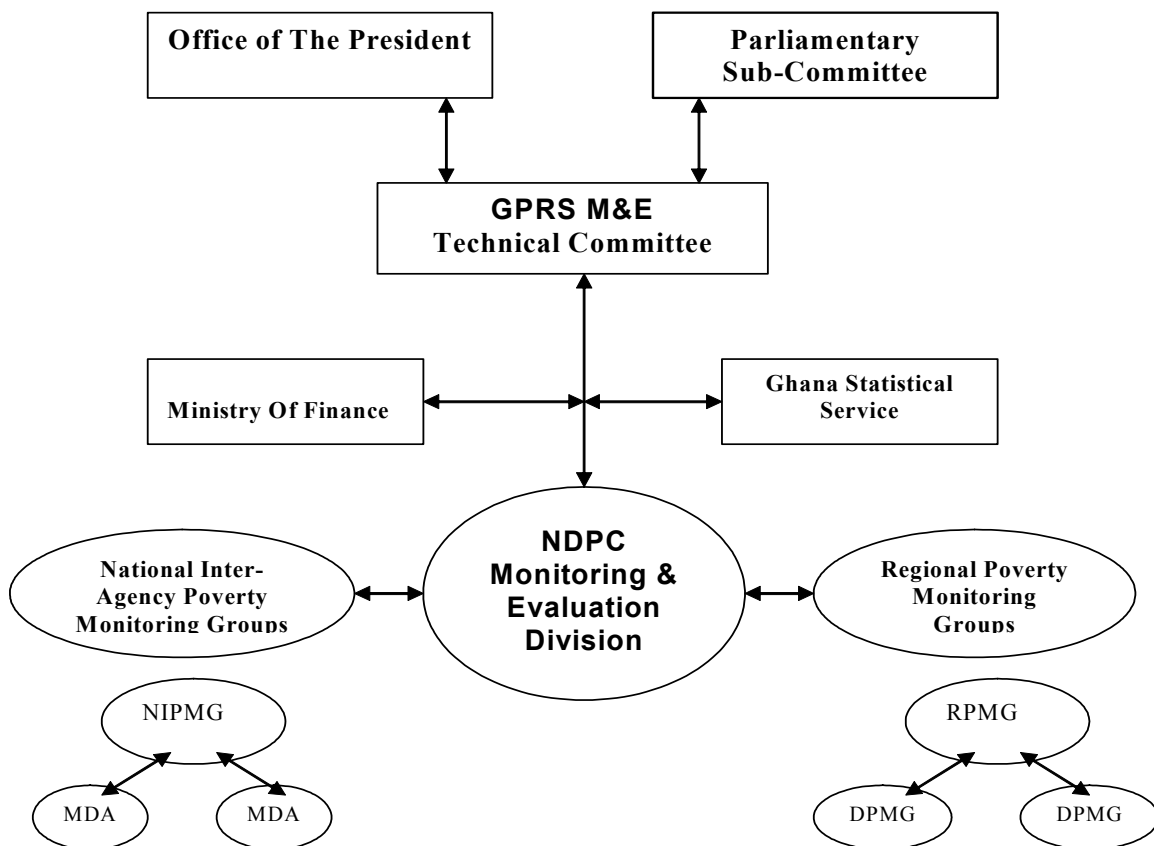 Office of The President
Parliamentary
Sub-Committee
GPRS M&E
Technical Committee
Ministry Of Finance
Ghana Statistical
Service
NDPC
Monitoring &
Evaluation
Division
National Inter-
Agency Poverty
Monitoring Groups
Regional Poverty
Monitoring
Groups
NIPMG
RPMG
MDA
MDA
DPMG
DPMG